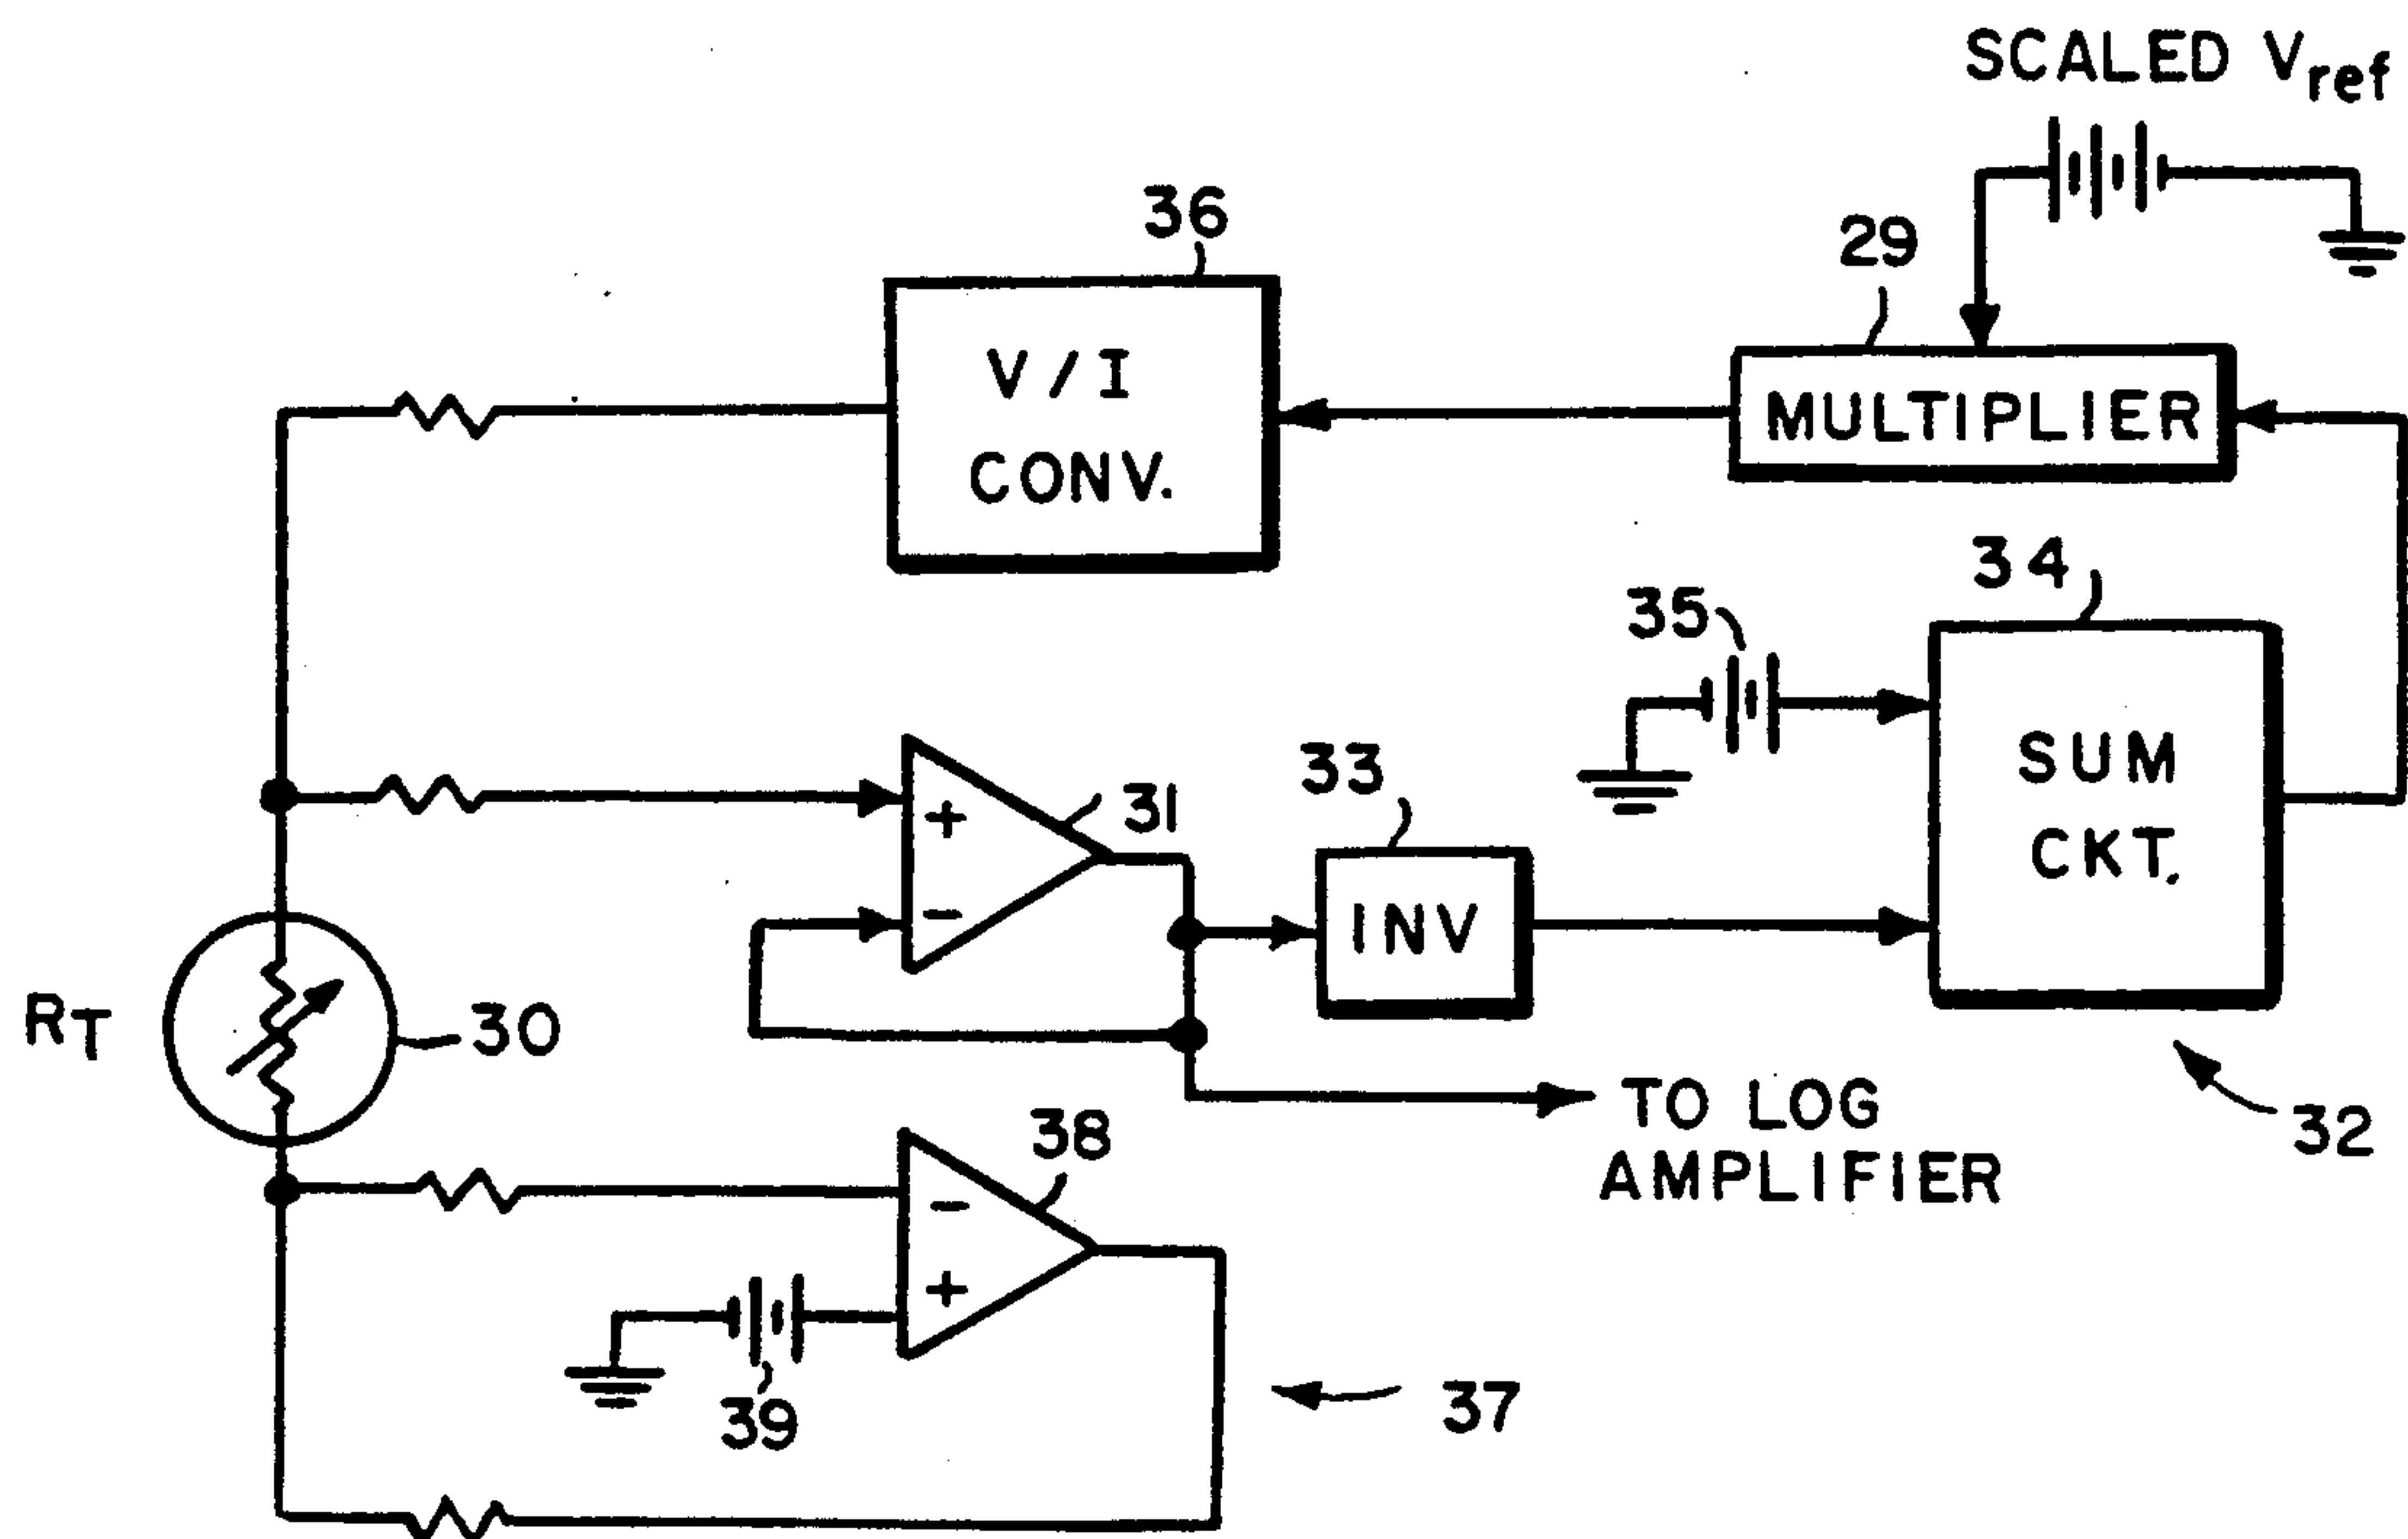 SCALED Vref
36
29
V/I
CONV.
MULTIPLIER
34
35
33
31
+
-
SUM
CKT.
INV
RT
30
38
TO LOG
AMPLIFIER
32
-
+
39
37